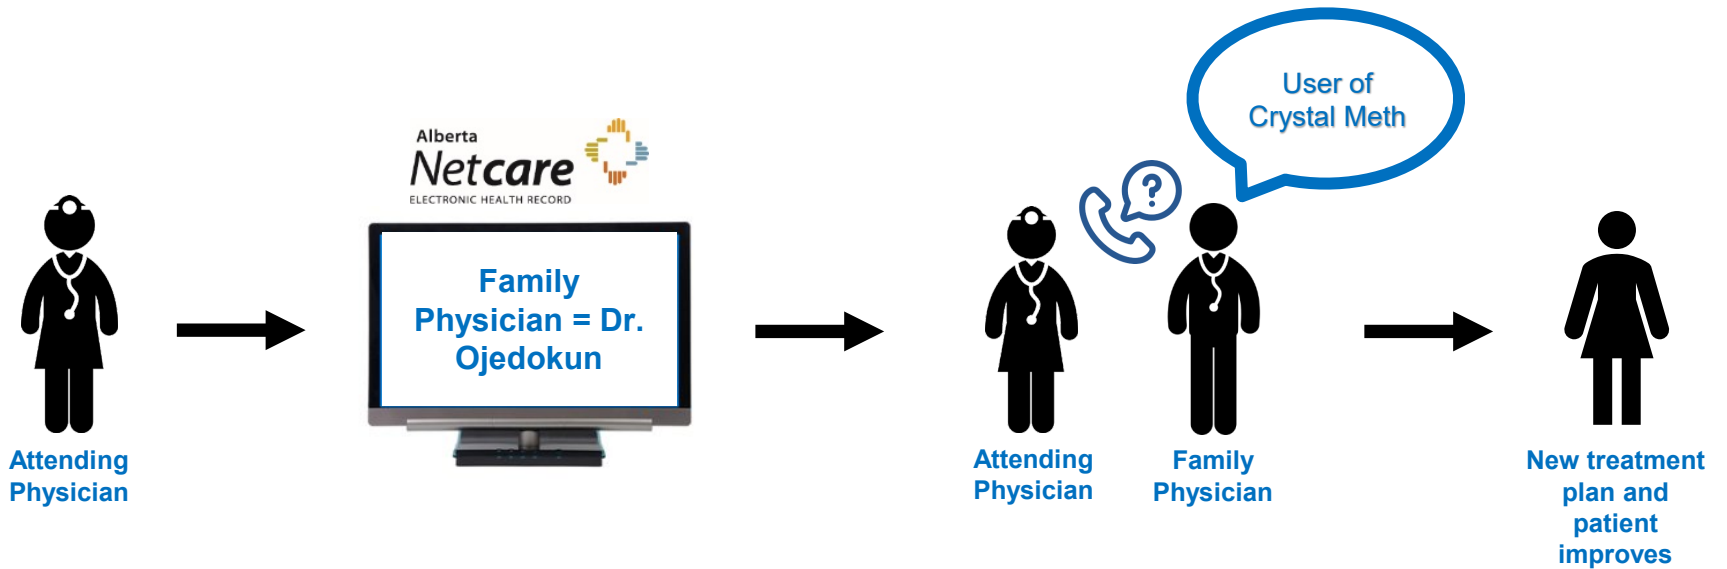 User of
Crystal Meth
Alberta
Netcare
ELECTRONIC HEALTH RECORD
?
Family
Physician = Dr.
Ojedokun
Attending
Physician
Attending
Physician
Family
Physician
New treatment
plan and
patient
improves